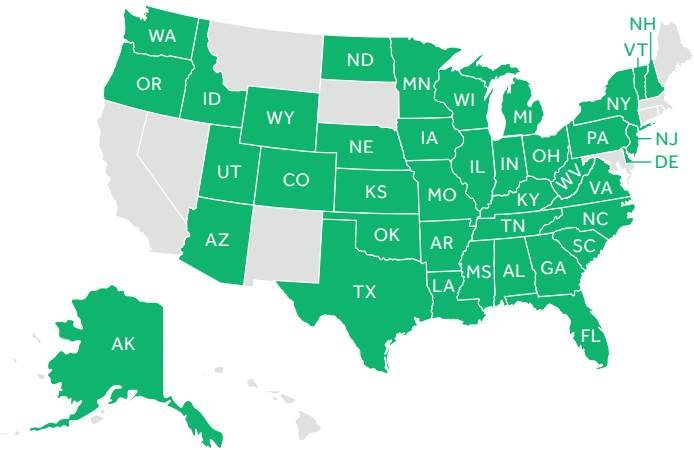 NH
WA
VT
ND
OR
MN
ID
WI
NY
WY
MI
IA
PA
NJ
NE
OH
IN
DE
IL
UT
WV
CO
KS
VA
MO
KY
NC
TN
OK
AZ
AR
SC
GA
MS
AL
LA
TX
FL
AK